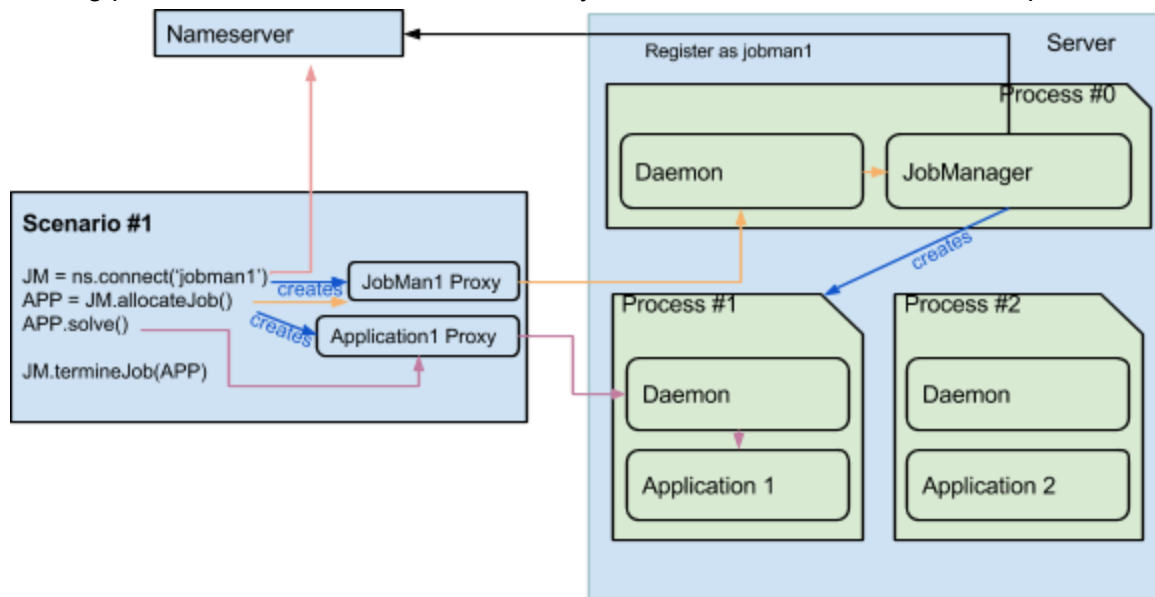 Nameserver
Register as jobman1
Server
Process #0
Daemon
JobManager
creates
Scenario #1
JM = ns.connect('jobman1')
APP = JM.allocateJob()
APP.solve()
JM.termineJob(APP)
creates
JobMan1 Proxy
creates
Application1 Proxy
Process #1
Daemon
Application 1
Process #2
Daemon
Application 2